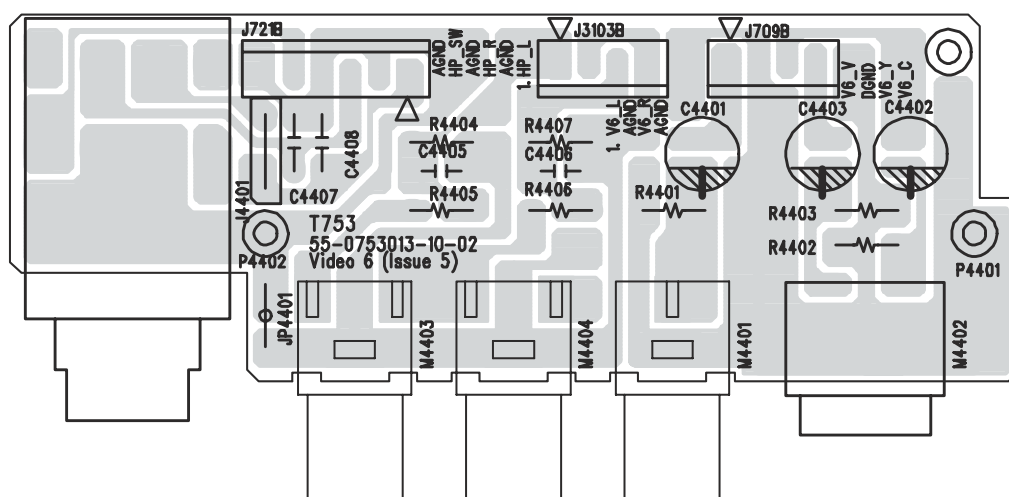 J721B
AGND
HP_SW
AGND
HP_R
AGND
1. HP_L
J3103B
1. V6_L
AGND
V6_R
AGND
J709B
V6_V
DGND
V6_Y
V6_C
C4401
C4403
C4402
R4404
R4407
C4408
C4405
C4406
C4407
R4405
R4406
R4401
J4401
R4403
R4402
T753
55-0753013-10-02
Video 6 (Issue 5)
P4402
P4401
JP4401
M4403
M4404
M4401
M4402